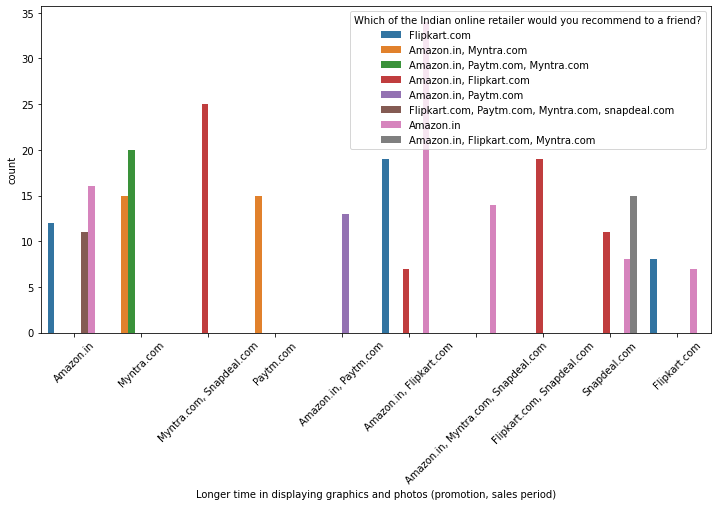 Which of the Indian online retailer would you recommend to a friend?
Flipkart.com
Amazon.in, Myntra.com
Amazon.in, Paytm.com, Myntra.com
Amazon.in, Flipkart.com
Amazon.in, Paytm.com
Flipkart.com, Paytm.com, Myntra.com, snapdeal.com
Amazon.in
Amazon.in, Flipkart.com, Myntra.com
35
30
25
20
15
10
5
0
count
Amazon.in
Myntra.com
Myntra.com, Snapdeal.com
Paytm.com
Amazon.in, Paytm.com
Amazon.in, Flipkart.com
Amazon.in, Myntra.com, Snapdeal.com
Flipkart.com, Snapdeal.com
Snapdeal.com
Flipkart.com
Longer time in displaying graphics and photos (promotion, sales period)